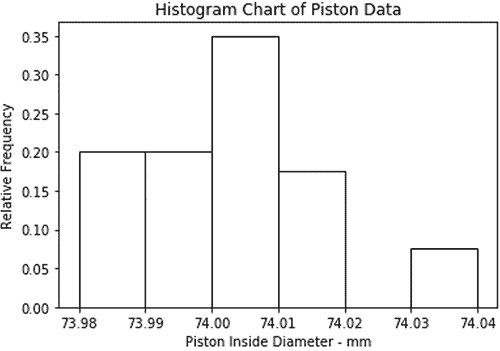 Histogram Chart of Piston Data
0.35
0.30
0.25
0.20
0.15
0.10
0.05
0.00
Relative Frequency
73.98 73.99 74.00 74.01 74.02 74.03 74.04
Piston Inside Diameter - mm